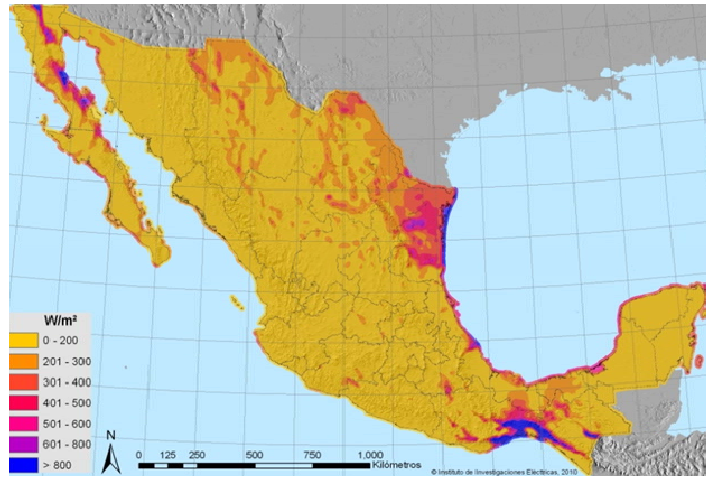 W/m²
0 - 200
201 - 300
301 - 400
401 - 500
501 - 600
601 - 800
> 800
N
0 125 250 500 750 1,000
Kilómetros
© Instituto de Investigaciones Eléctricas, 2010